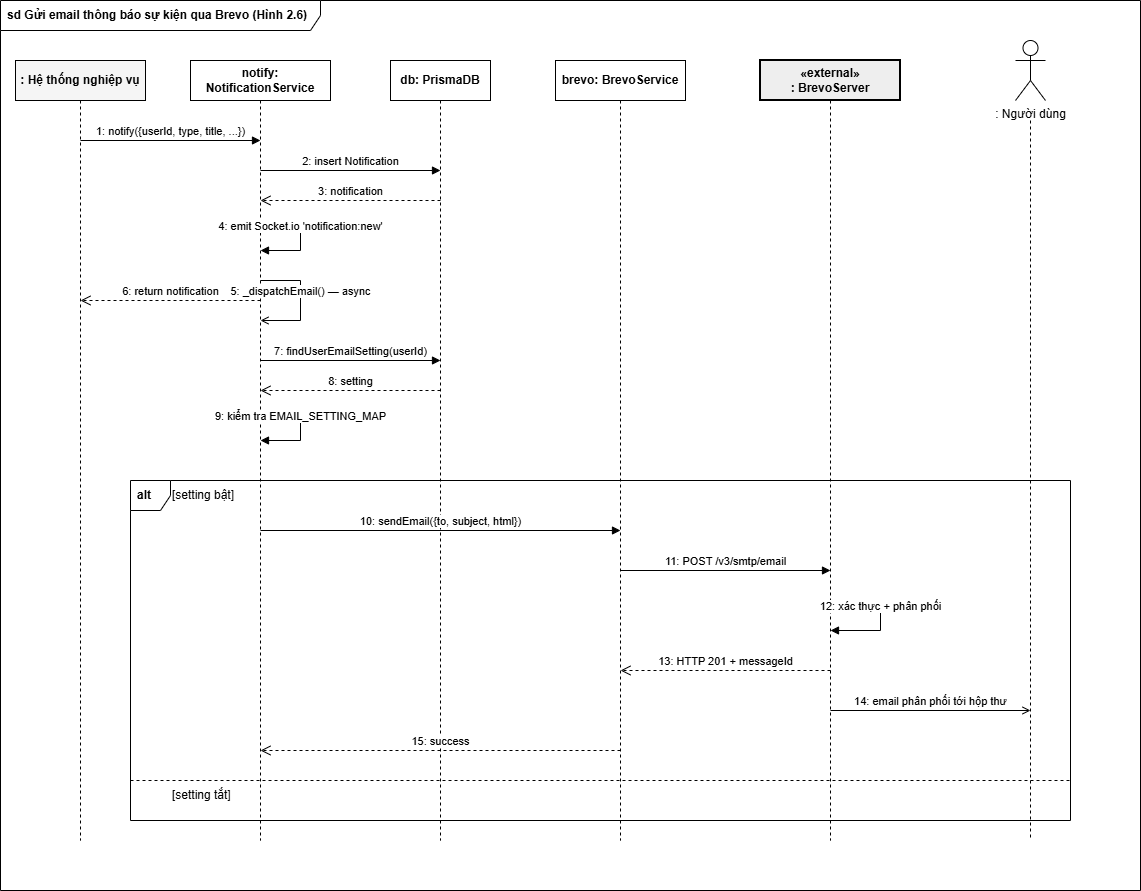 sd Gửi email thông báo sự kiện qua Brevo (Hình 2.6)
: Hệ thống nghiệp vụ
notify:
NotificationService
db: PrismaDB
brevo: BrevoService
«external»
: BrevoServer
: Người dùng
1: notify({userId, type, title, ...})
2: insert Notification
3: notification
4: emit Socket.io 'notification:new'
6: return notification
5: _dispatchEmail() — async
7: findUserEmailSetting(userId)
8: setting
9: kiểm tra EMAIL_SETTING_MAP
alt
[setting bật]
10: sendEmail({to, subject, html})
11: POST /v3/smtp/email
12: xác thực + phân phối
13: HTTP 201 + messageId
14: email phân phối tới hộp thư
15: success
[setting tắt]